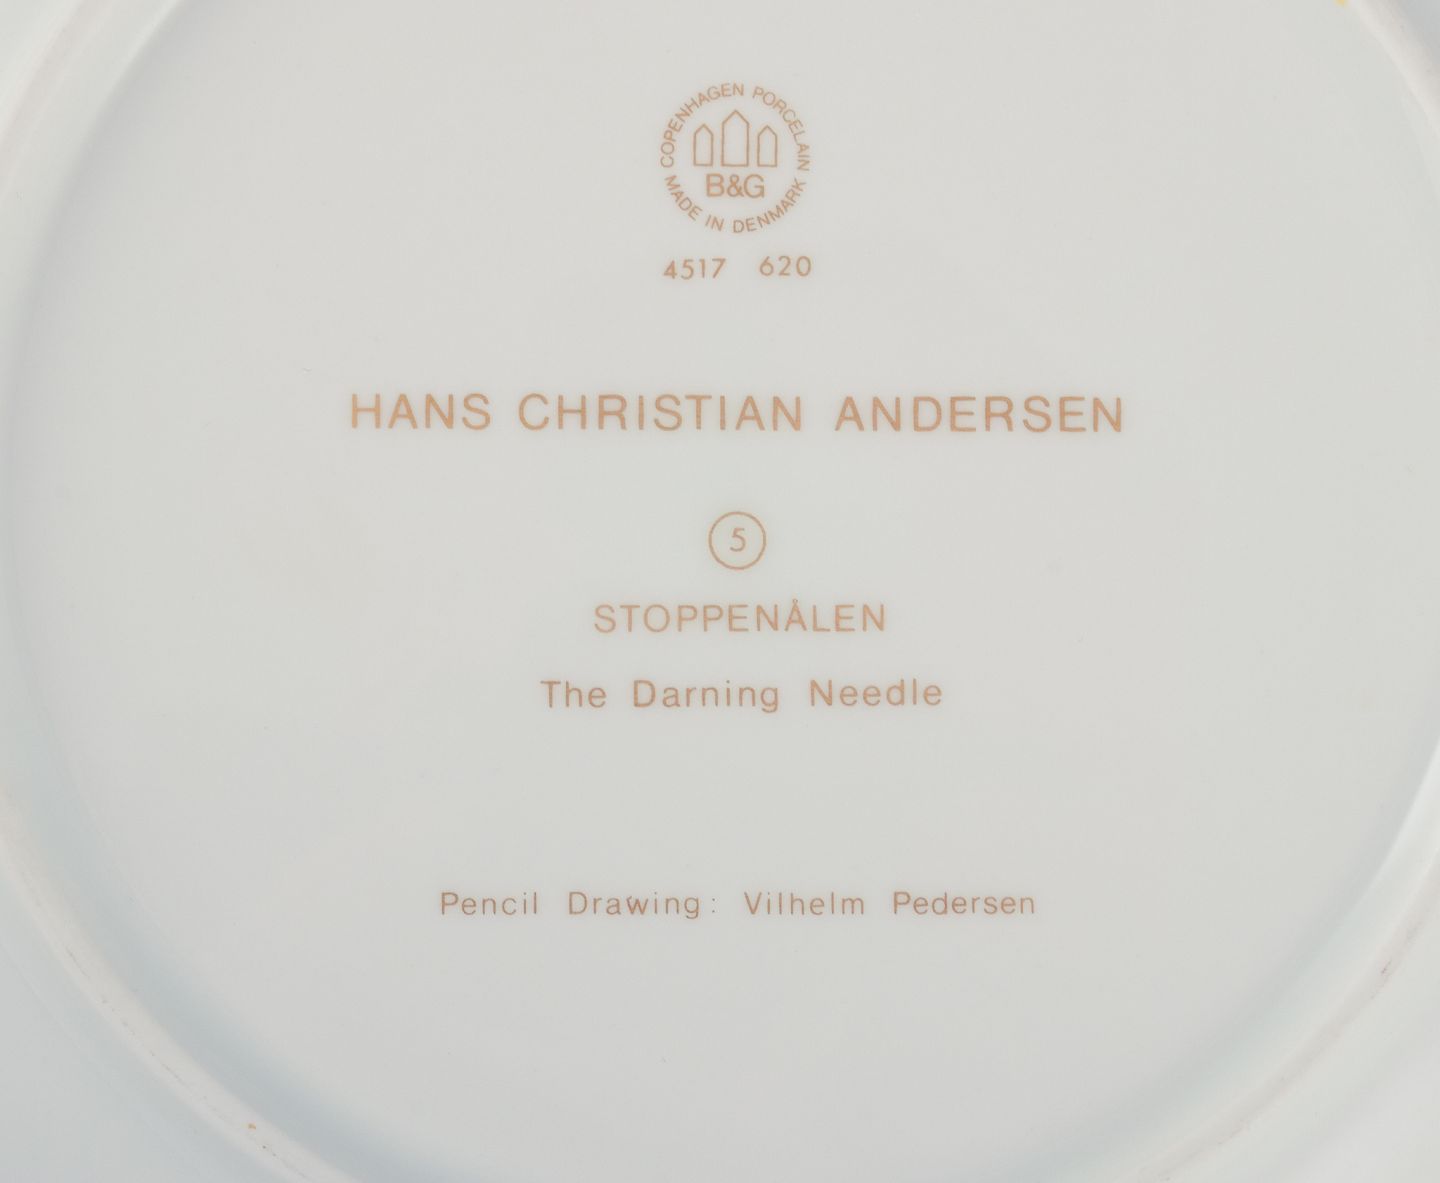 COPENHAGEN PORCELAIN
B&G
MADE IN DENMARK
4517 620
HANS CHRISTIAN ANDERSEN
5
STOPPENÅLEN
The Darning Needle
Pencil Drawing: Vilhelm Pedersen